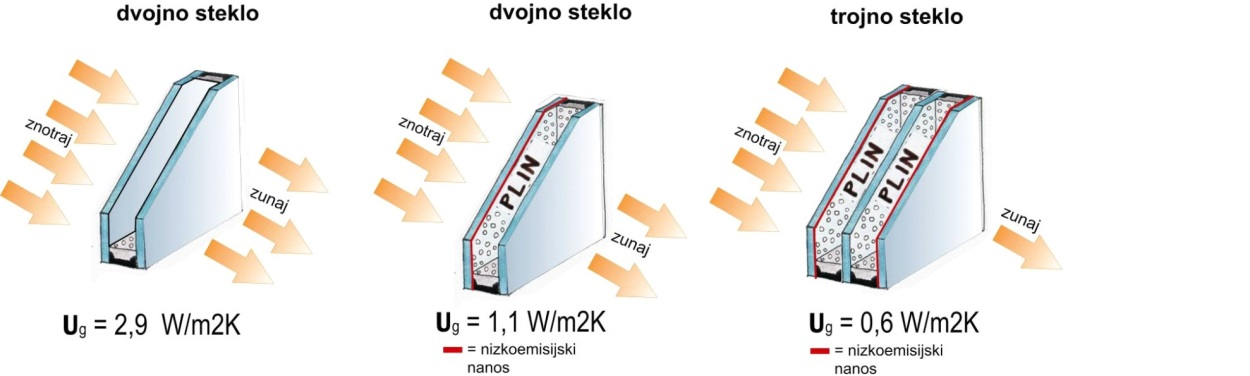 dvojno steklo
znotraj
zunaj
Ug = 2,9 W/m2K
dvojno steklo
znotraj
PLIN
zunaj
Ug = 1,1 W/m2K
= nizkoemisijski
nanos
trojno steklo
znotraj
PLIN
PLIN
zunaj
Ug = 0,6 W/m2K
= nizkoemisijski
nanos